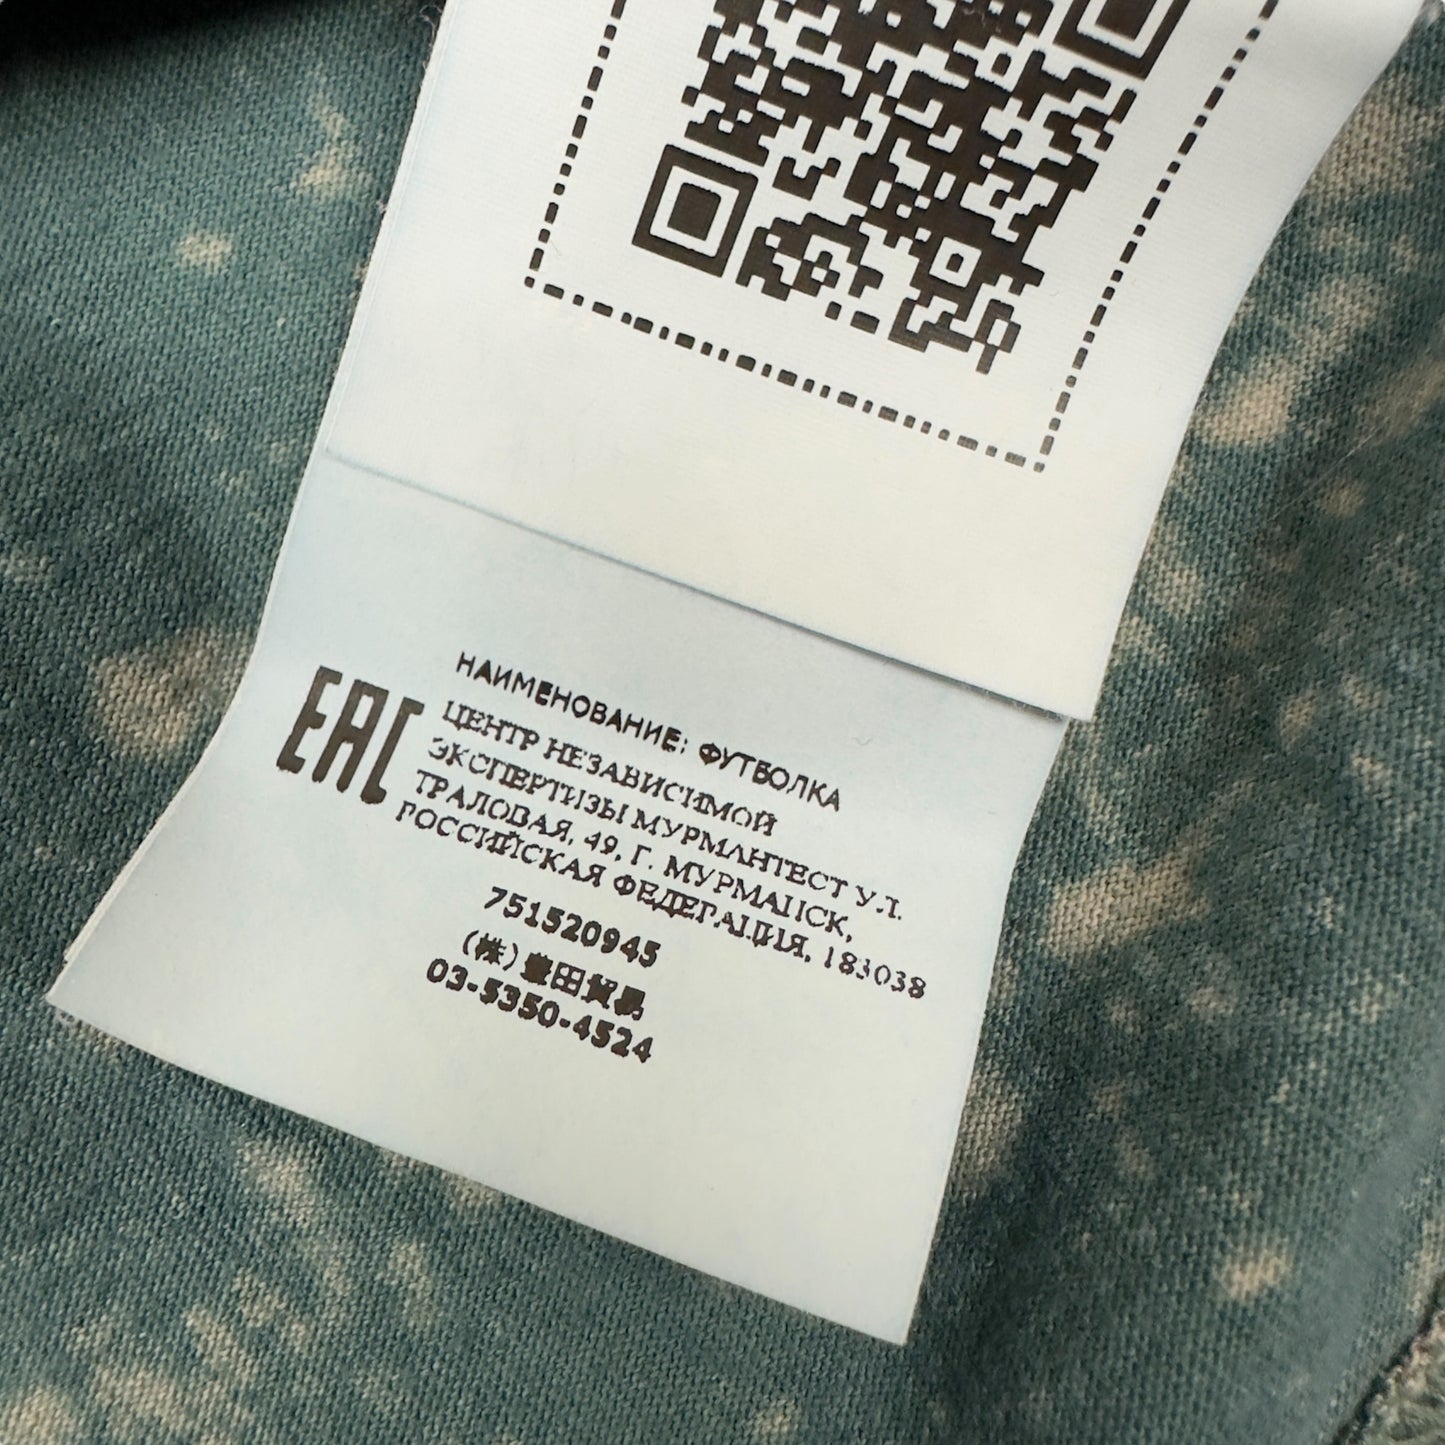 EAC
НАИМЕНОВАНИЕ: ФУТБОЛКА
ЦЕНТР НЕЗАВИСИМОЙ
ЭКСПЕРТИЗЫ МУРМАНТЕСТ УЛ.
ТРАЛОВАЯ, 49, Г. МУРМАНСК,
РОССИЙСКАЯ ФЕДЕРАЦИЯ, 183038
751520945
(株)豊田貿易
03-5350-4524